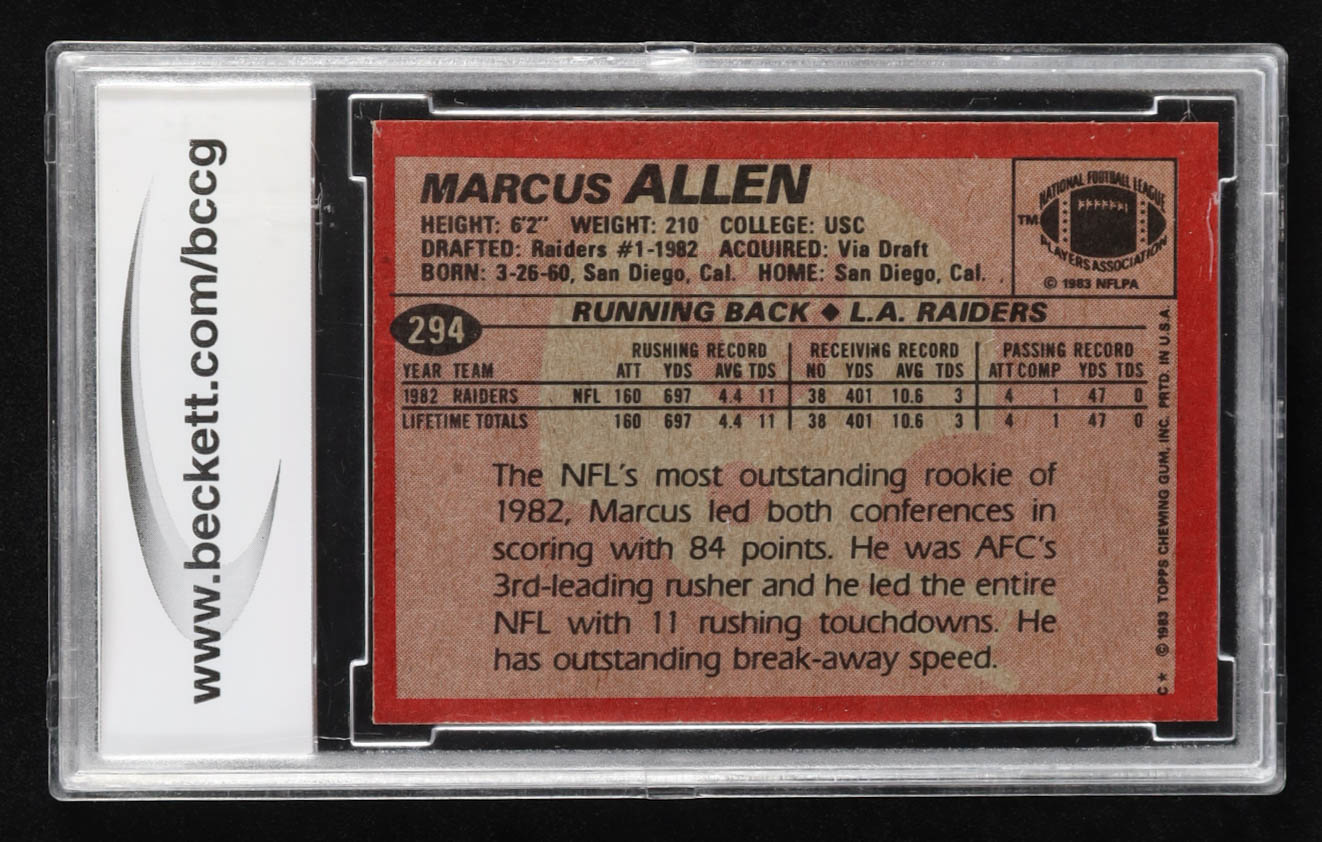 www.beckett.com/bccg
MARCUS ALLEN
HEIGHT: 6'2" WEIGHT: 210 COLLEGE: USC
DRAFTED: Raiders #1-1982 ACQUIRED: Via Draft
BORN: 3-26-60, San Diego, Cal. HOME: San Diego, Cal.
NATIONAL FOOTBALL LEAGUE
TM
PLAYERS ASSOCIATION
© 1983 NFLPA
294
RUNNING BACK ♦ L.A. RAIDERS
RUSHING RECORD RECEIVING RECORD PASSING RECORD
YEAR TEAM ATT YDS AVG TDS NO YDS AVG TDS ATT COMP YDS TDS
1982 RAIDERS NFL 160 697 4.4 11 38 401 10.6 3 4 1 47 0
LIFETIME TOTALS 160 697 4.4 11 38 401 10.6 3 4 1 47 0
The NFL's most outstanding rookie of
1982, Marcus led both conferences in
scoring with 84 points. He was AFC's
3rd-leading rusher and he led the entire
NFL with 11 rushing touchdowns. He
has outstanding break-away speed.
C* © 1983 TOPPS CHEWING GUM, INC. PRTD. IN U.S.A.